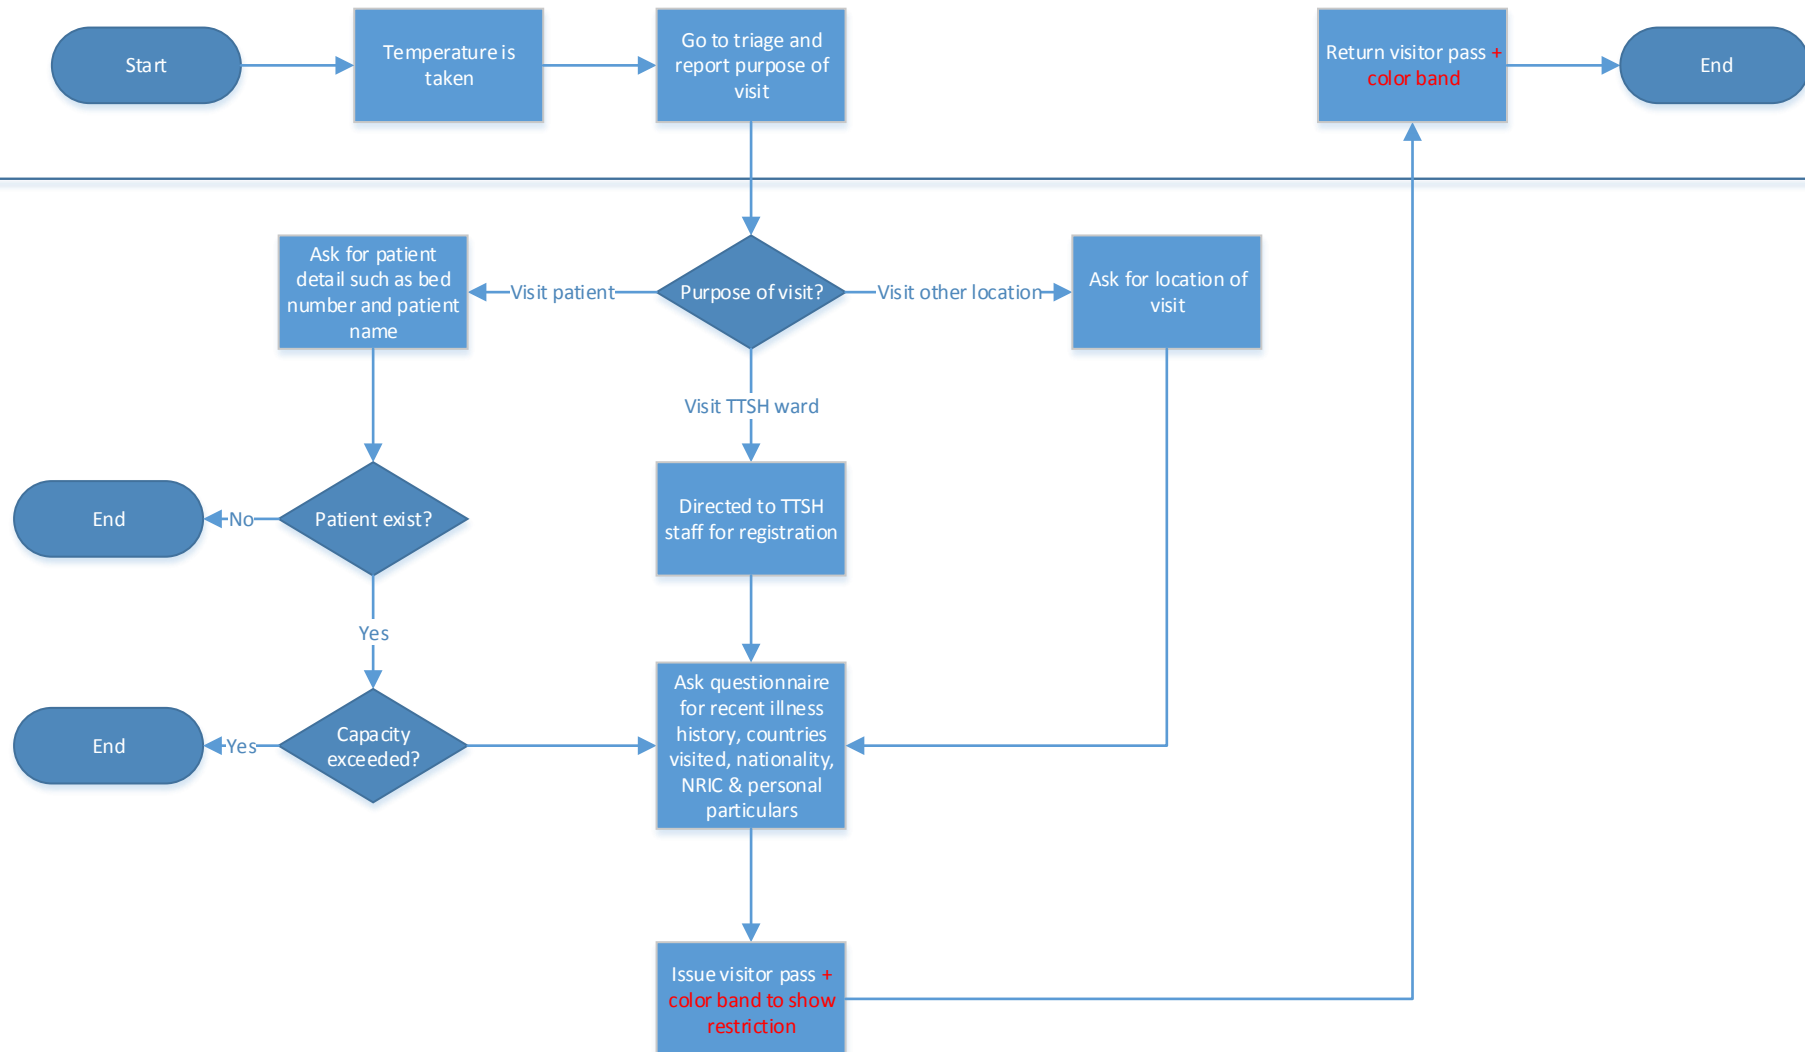 Start
Temperature is
taken
Go to triage and
report purpose of
visit
Return visitor pass +
color band
End
Ask for patient
detail such as bed
number and patient
name
Visit patient
Purpose of visit?
Visit other location
Ask for location of
visit
Visit TTSH ward
End
No
Patient exist?
Directed to TTSH
staff for registration
Yes
End
Yes
Capacity
exceeded?
Ask questionnaire
for recent illness
history, countries
visited, nationality,
NRIC & personal
particulars
Issue visitor pass +
color band to show
restriction